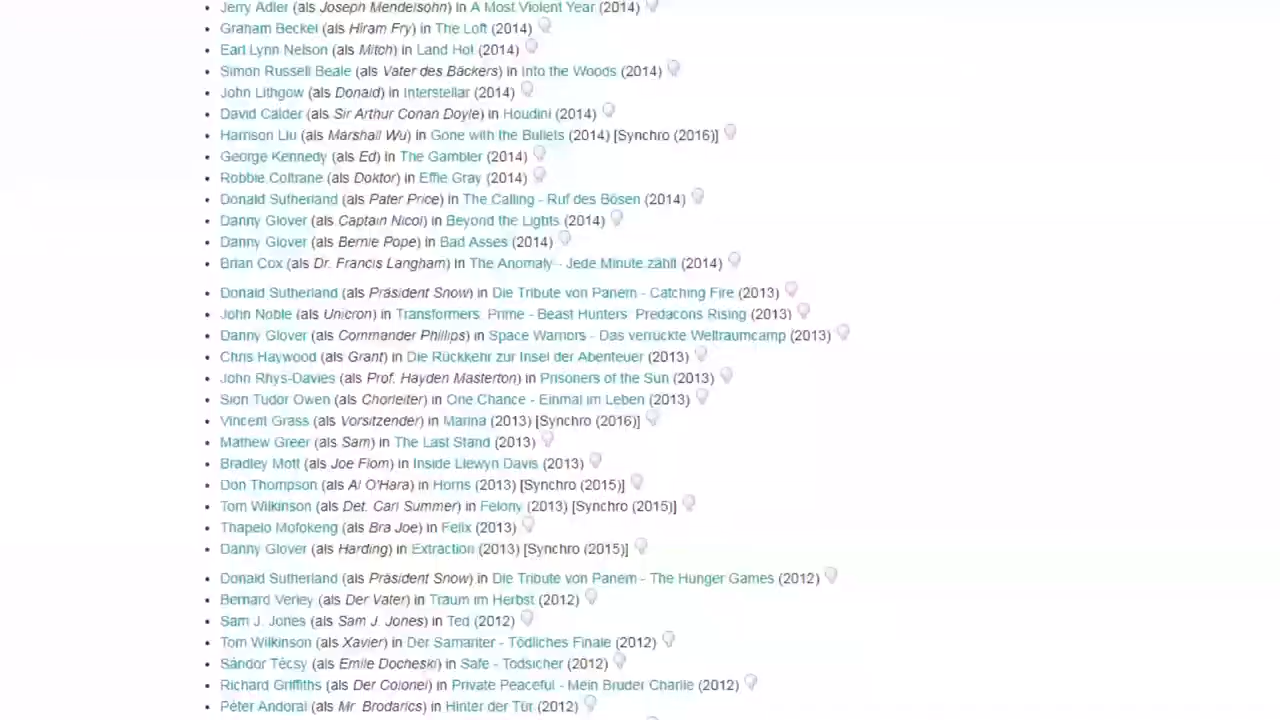 Jerry Adler (als Joseph Mendelsohn) in A Most Violent Year (2014)
Graham Beckel (als Hiram Fry) in The Loft (2014)
Earl Lynn Nelson (als Mitch) in Land Ho! (2014)
Simon Russell Beale (als Vater des Bäckers) in Into the Woods (2014)
John Lithgow (als Donald) in Interstellar (2014)
David Calder (als Sir Arthur Conan Doyle) in Houdini (2014)
Harrison Liu (als Marshall Wu) in Gone with the Bullets (2014) [Synchro (2016)]
George Kennedy (als Ed) in The Gambler (2014)
Robbie Coltrane (als Doktor) in Effie Gray (2014)
Donald Sutherland (als Pater Price) in The Calling - Ruf des Bösen (2014)
Danny Glover (als Captain Nicol) in Beyond the Lights (2014)
Danny Glover (als Bernie Pope) in Bad Asses (2014)
Brian Cox (als Dr. Francis Langham) in The Anomaly - Jede Minute zählt (2014)
Donald Sutherland (als Präsident Snow) in Die Tribute von Panem - Catching Fire (2013)
John Noble (als Unicron) in Transformers: Prime - Beast Hunters: Predacons Rising (2013)
Danny Glover (als Commander Phillips) in Space Warriors - Das verrückte Weltraumcamp (2013)
Chris Haywood (als Grant) in Die Rückkehr zur Insel der Abenteuer (2013)
John Rhys-Davies (als Prof. Hayden Masterton) in Prisoners of the Sun (2013)
Sion Tudor Owen (als Chorleiter) in One Chance - Einmal im Leben (2013)
Vincent Grass (als Vorsitzender) in Marina (2013) [Synchro (2016)]
Mathew Greer (als Sam) in The Last Stand (2013)
Bradley Mott (als Joe Flom) in Inside Llewyn Davis (2013)
Don Thompson (als Al O'Hara) in Horns (2013) [Synchro (2015)]
Tom Wilkinson (als Det. Carl Summer) in Felony (2013) [Synchro (2015)]
Thapelo Mofokeng (als Bra Joe) in Felix (2013)
Danny Glover (als Harding) in Extraction (2013) [Synchro (2015)]
Donald Sutherland (als Präsident Snow) in Die Tribute von Panem - The Hunger Games (2012)
Bernard Verley (als Der Vater) in Traum im Herbst (2012)
Sam J. Jones (als Sam J. Jones) in Ted (2012)
Tom Wilkinson (als Xavier) in Der Samariter - Tödliches Finale (2012)
Sándor Técsy (als Emile Docheski) in Safe - Todsicher (2012)
Richard Griffiths (als Der Colonel) in Private Peaceful - Mein Bruder Charlie (2012)
Péter Andorai (als Mr. Brodarics) in Hinter der Tür (2012)